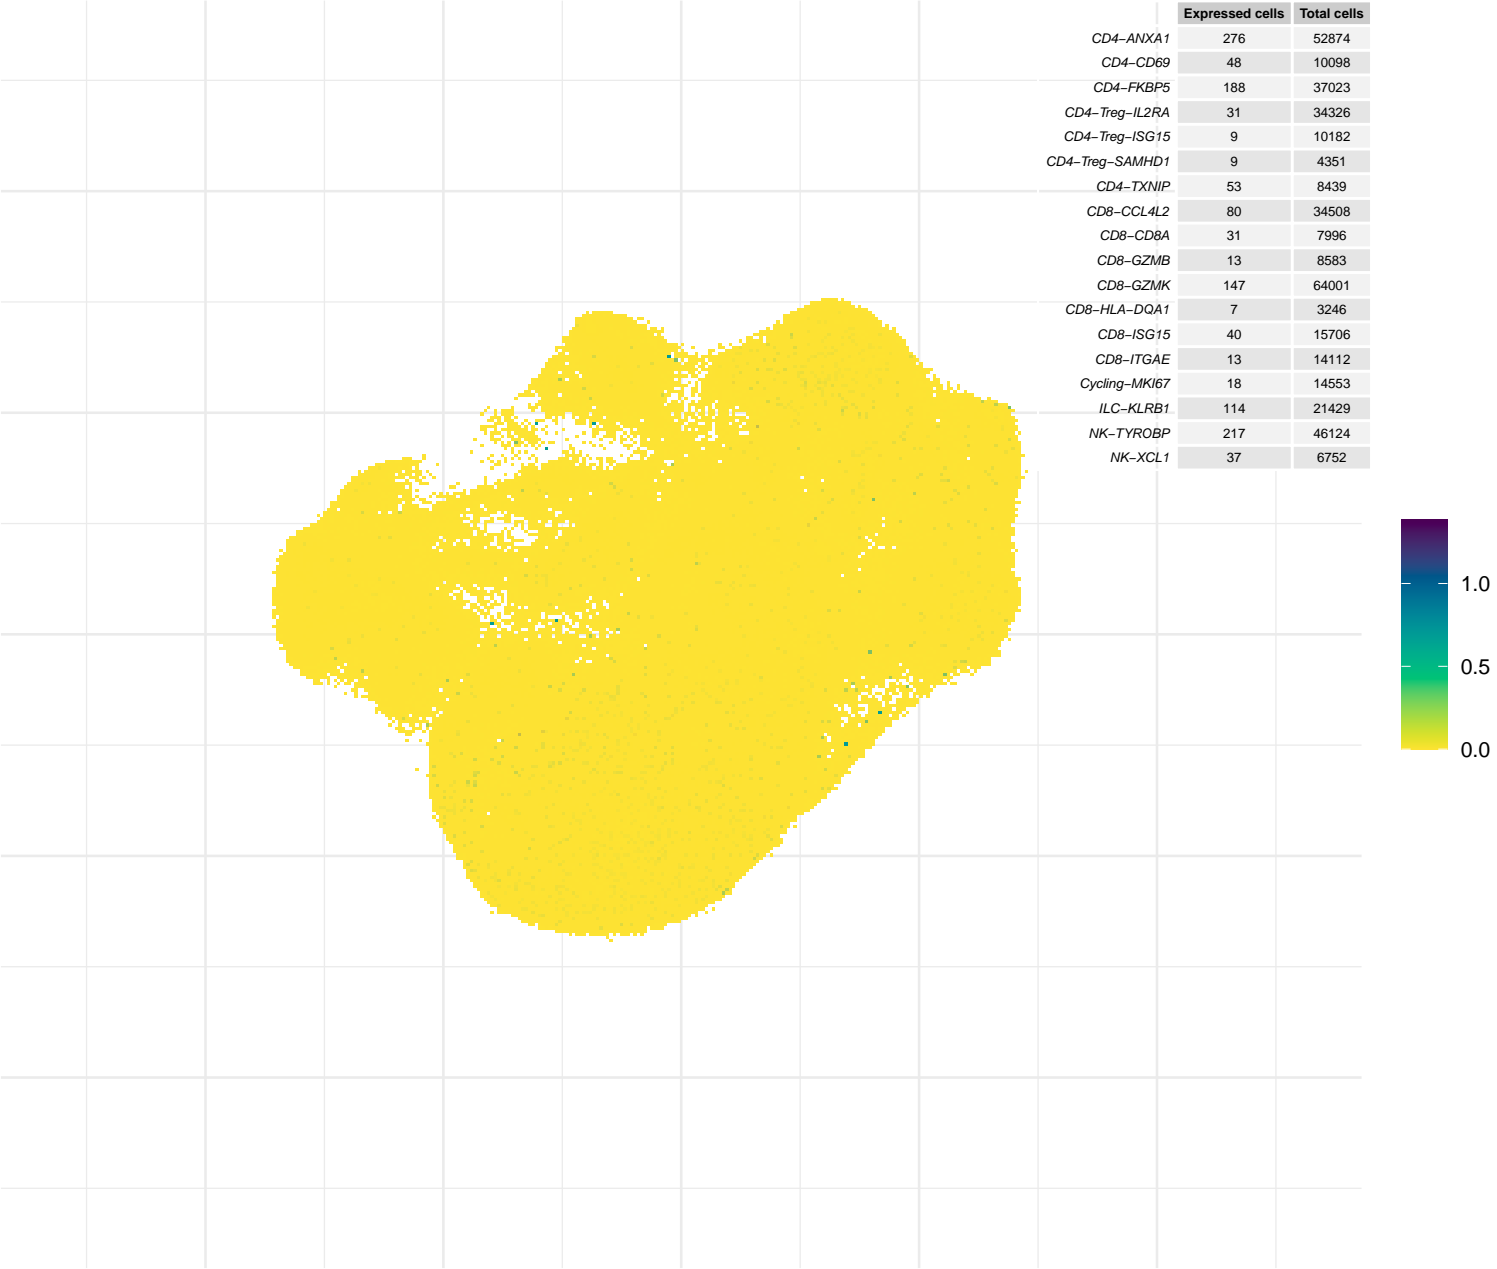 Expressed cells Total cells
CD4−ANXA1 276 52874
CD4−CD69 48 10098
CD4−FKBP5 188 37023
CD4−Treg−IL2RA 31 34326
CD4−Treg−ISG15 9 10182
CD4−Treg−SAMHD1 9 4351
CD4−TXNIP 53 8439
CD8−CCL4L2 80 34508
CD8−CD8A 31 7996
CD8−GZMB 13 8583
CD8−GZMK 147 64001
CD8−HLA−DQA1 7 3246
CD8−ISG15 40 15706
CD8−ITGAE 13 14112
Cycling−MKI67 18 14553
ILC−KLRB1 114 21429
NK−TYROBP 217 46124
NK−XCL1 37 6752
1.0
0.5
0.0